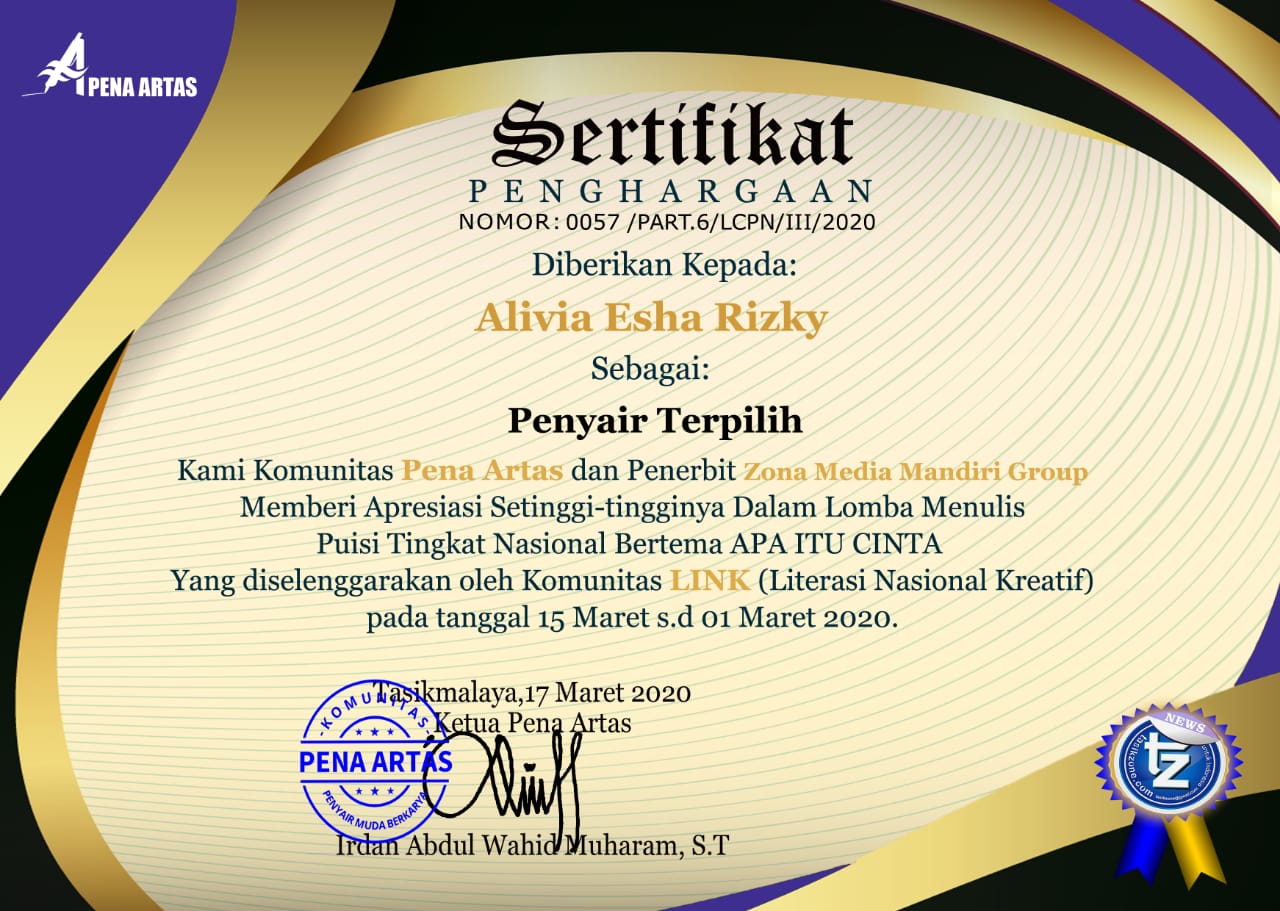 PENA ARTAS
Sertifikat
PENGHARGAAN
NOMOR: 0057 /PART.6/LCPN/III/2020
Diberikan Kepada:
Alivia Esha Rizky
Sebagai:
Penyair Terpilih
Kami Komunitas Pena Artas dan Penerbit Zona Media Mandiri Group
Memberi Apresiasi Setinggi-tingginya Dalam Lomba Menulis
Puisi Tingkat Nasional Bertema APA ITU CINTA
Yang diselenggarakan oleh Komunitas LINK (Literasi Nasional Kreatif)
pada tanggal 15 Maret s.d 01 Maret 2020.
Tasikmalaya,17 Maret 2020
Ketua Pena Artas
-KOMUNITAS-
PENA ARTAS
PENYAIR MUDA BERKARYA
Irdan Abdul Wahid Muharam, S.T
NEWS
tz
tasikzone.com